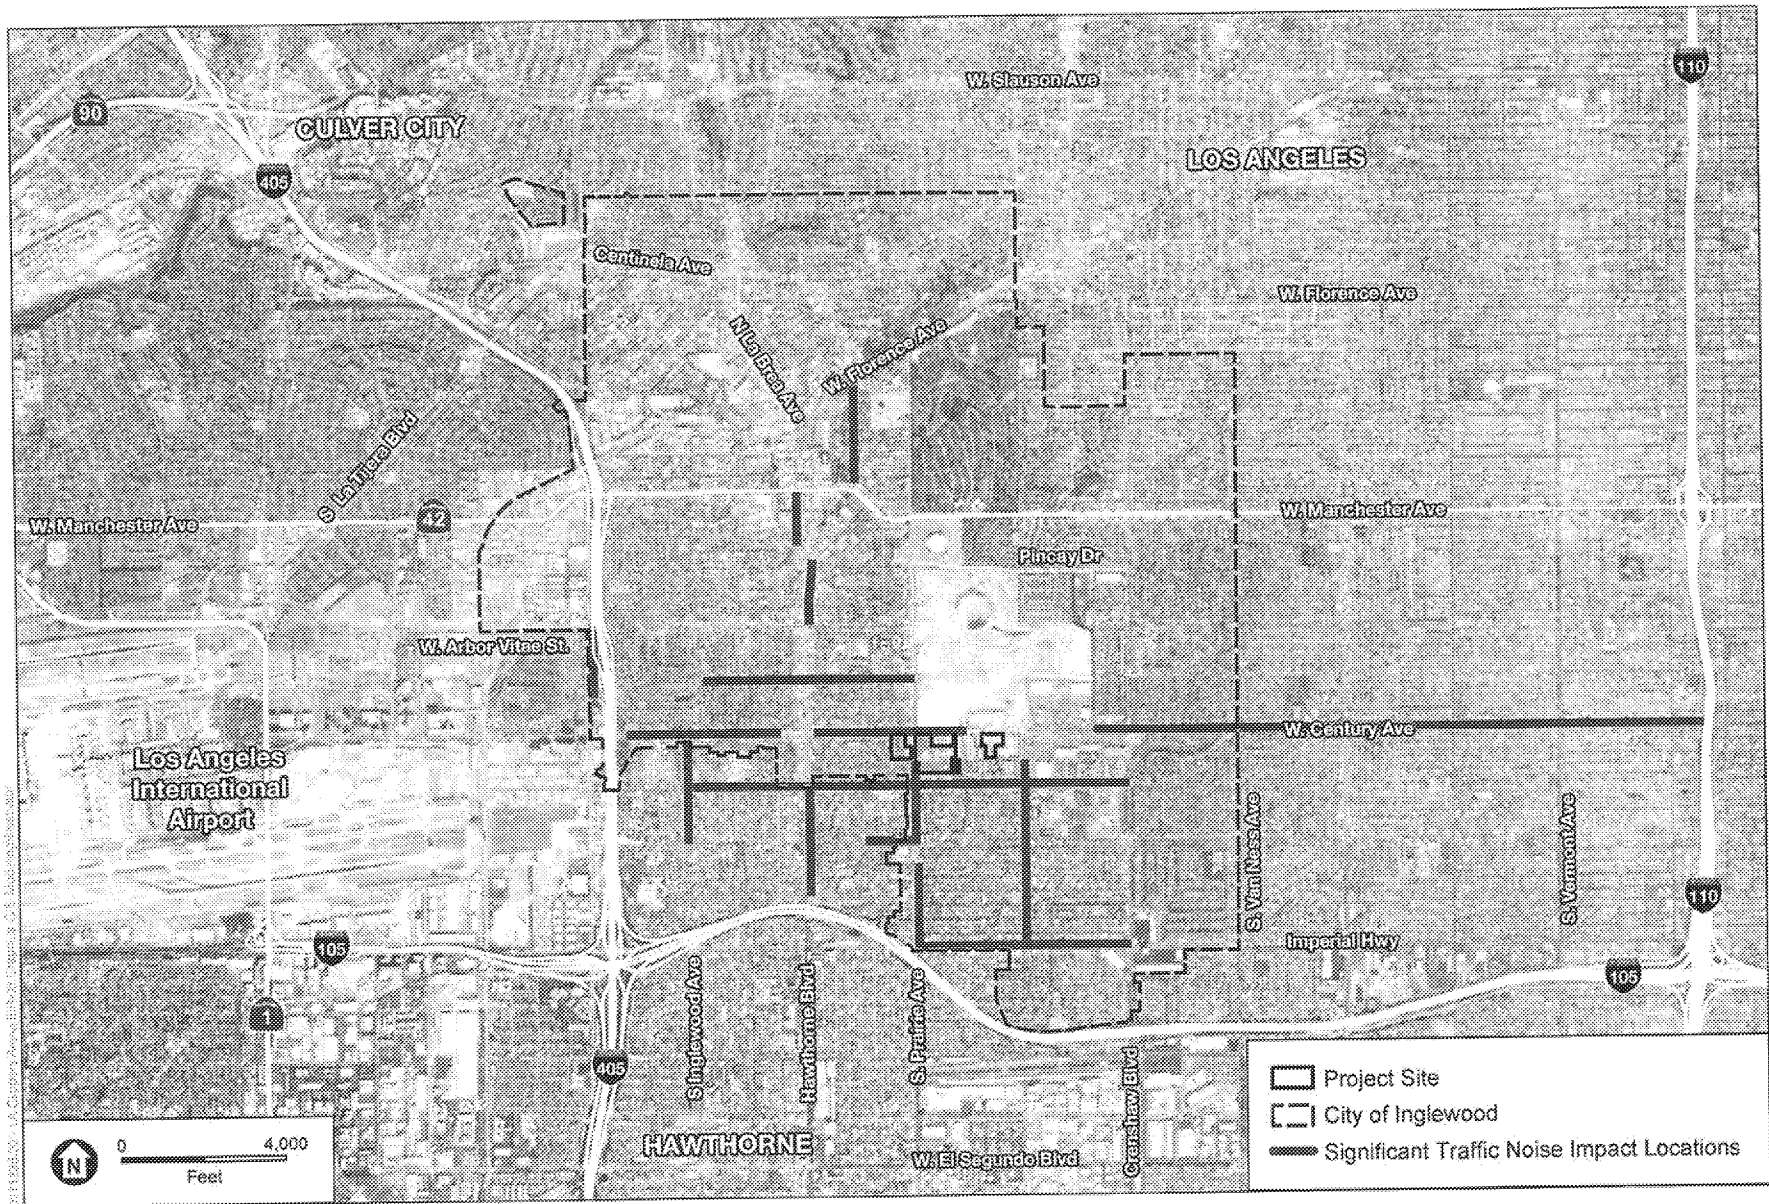 110
W. Slauson Ave
90
CULVER CITY
LOS ANGELES
405
Centinela Ave
W. Florence Ave
N La Brea Ave
W. Florence Ave
S La Tijera Blvd
42
W. Manchester Ave
W. Manchester Ave
Pincay Dr
W. Arbor Vitae St.
W. Century Ave
Los Angeles
International
Airport
S. Van Ness Ave
S. Vermont Ave
110
105
Imperial Hwy
105
1
S Inglewood Ave
Hawthorne Blvd
S. Prairie Ave
405
Crenshaw Blvd
HAWTHORNE
W. El Segundo Blvd
N
0 4,000
Feet
Project Site
City of Inglewood
Significant Traffic Noise Impact Locations